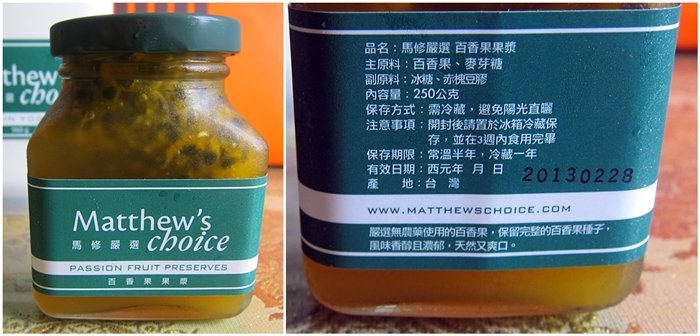 Matthew's
choice
馬修嚴選
PASSION FRUIT PRESERVES
百香果果漿
品名：馬修嚴選 百香果果漿
主原料：百香果、麥芽糖
副原料：冰糖、赤槐豆膠
內容量：250公克
保存方式：需冷藏，避免陽光直曬
注意事項：開封後請置於冰箱冷藏保
存，並在3週內食用完畢
保存期限：常溫半年，冷藏一年
有效日期：西元年 月 日 20130228
產 地：台 灣
WWW.MATTHEWSCHOICE.COM
嚴選無農藥使用的百香果，保留完整的百香果種子，
風味香醇且濃郁，天然又爽口。